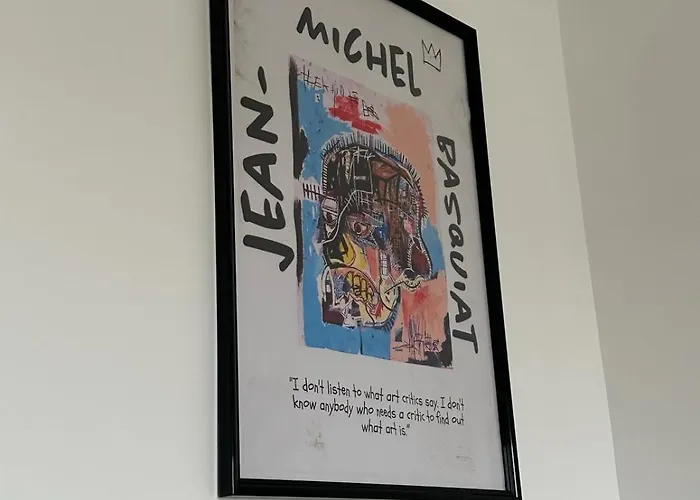 JEAN-
MICHEL
BASQUIAT
"I don't listen to what art critics say. I don't
know anybody who needs a critic to find out
what art is."